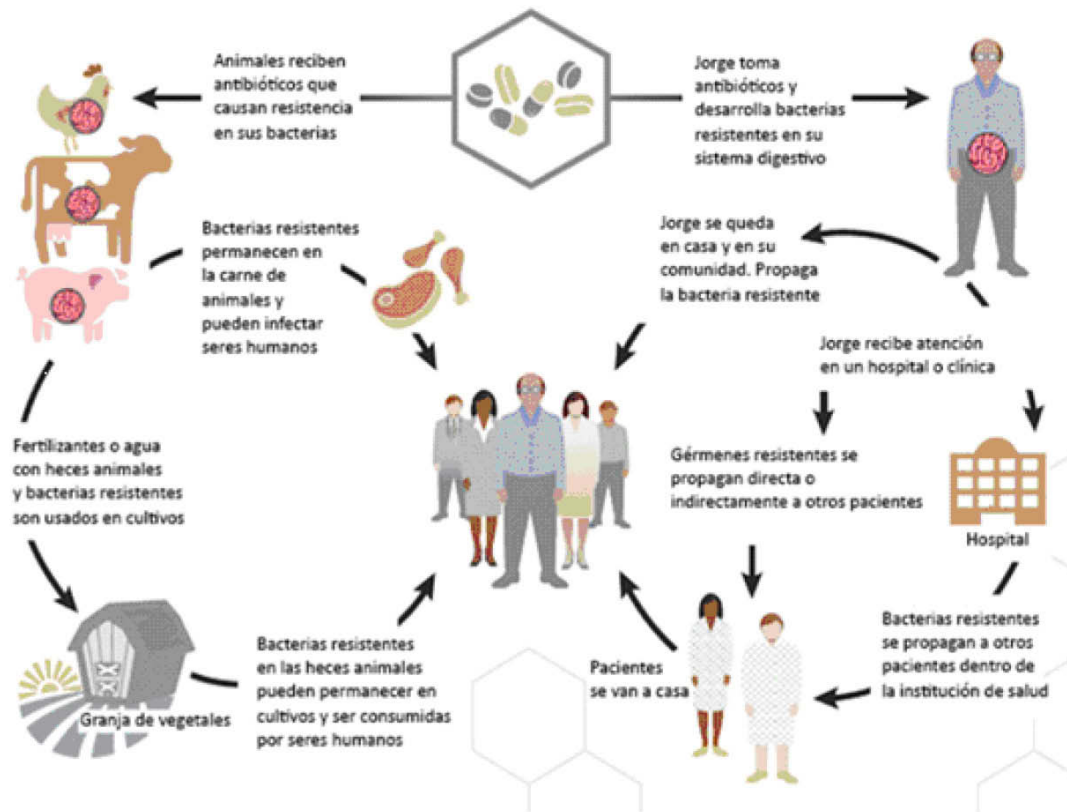 Animales reciben
antibióticos que
causan resistencia
en sus bacterias
Jorge toma
antibióticos y
desarrolla bacterias
resistentes en su
sistema digestivo
Bacterias resistentes
permanecen en
la carne de
animales y
pueden infectar
seres humanos
Jorge se queda
en casa y en su
comunidad. Propaga
la bacteria resistente
Jorge recibe atención
en un hospital o clínica
Fertilizantes o agua
con heces animales
y bacterias resistentes
son usados en cultivos
Gérmenes resistentes se
propagan directa o
indirectamente a otros pacientes
Hospital
Granja de vegetales
Bacterias resistentes
en las heces animales
pueden permanecer en
cultivos y ser consumidas
por seres humanos
Pacientes
se van a casa
Bacterias resistentes
se propagan a otros
pacientes dentro de
la institución de salud